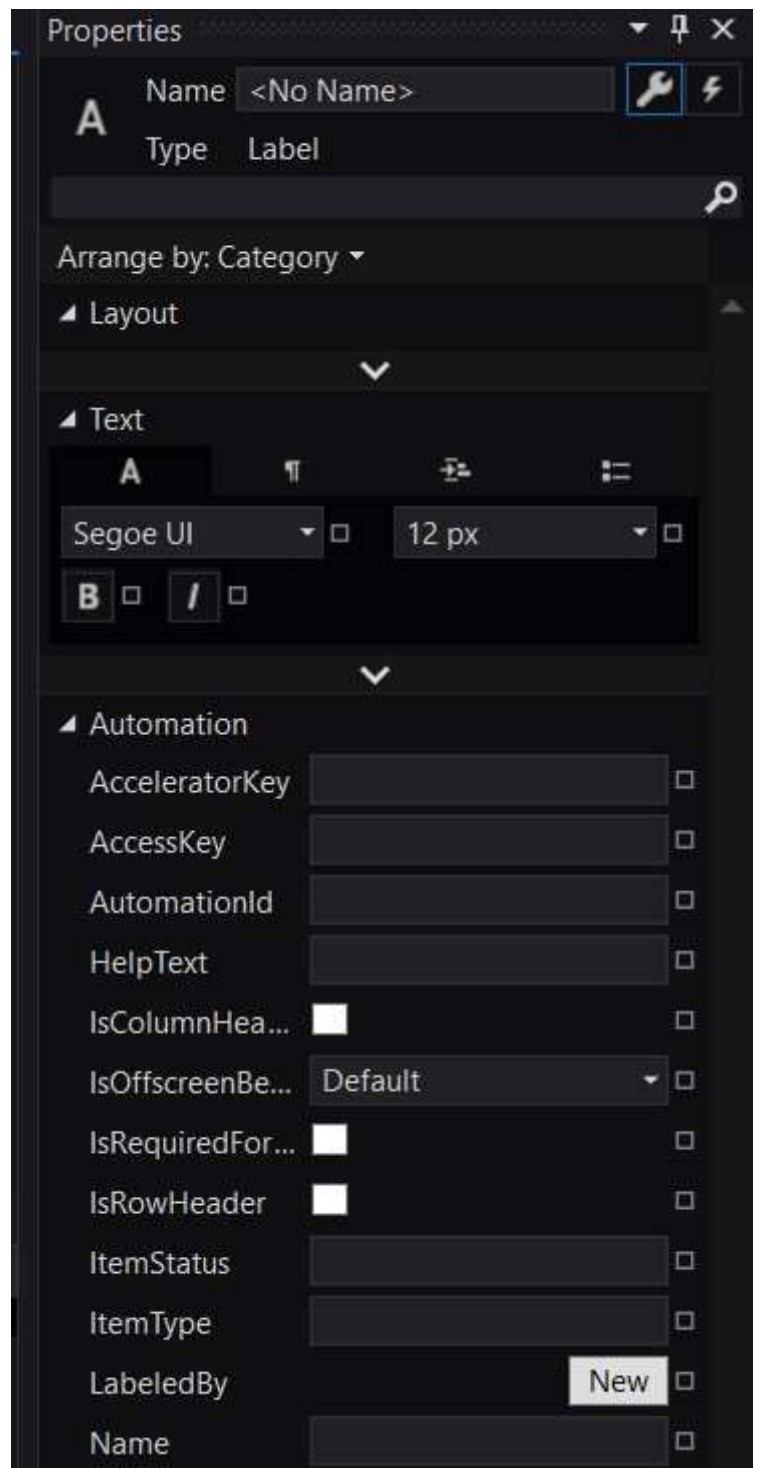 Properties
Name <No Name>
Type Label
Arrange by: Category
Layout
Text
A ¶
Segoe UI 12 px
B I
Automation
AcceleratorKey
AccessKey
AutomationId
HelpText
IsColumnHea...
IsOffscreenBe... Default
IsRequiredFor...
IsRowHeader
ItemStatus
ItemType
LabeledBy New
Name